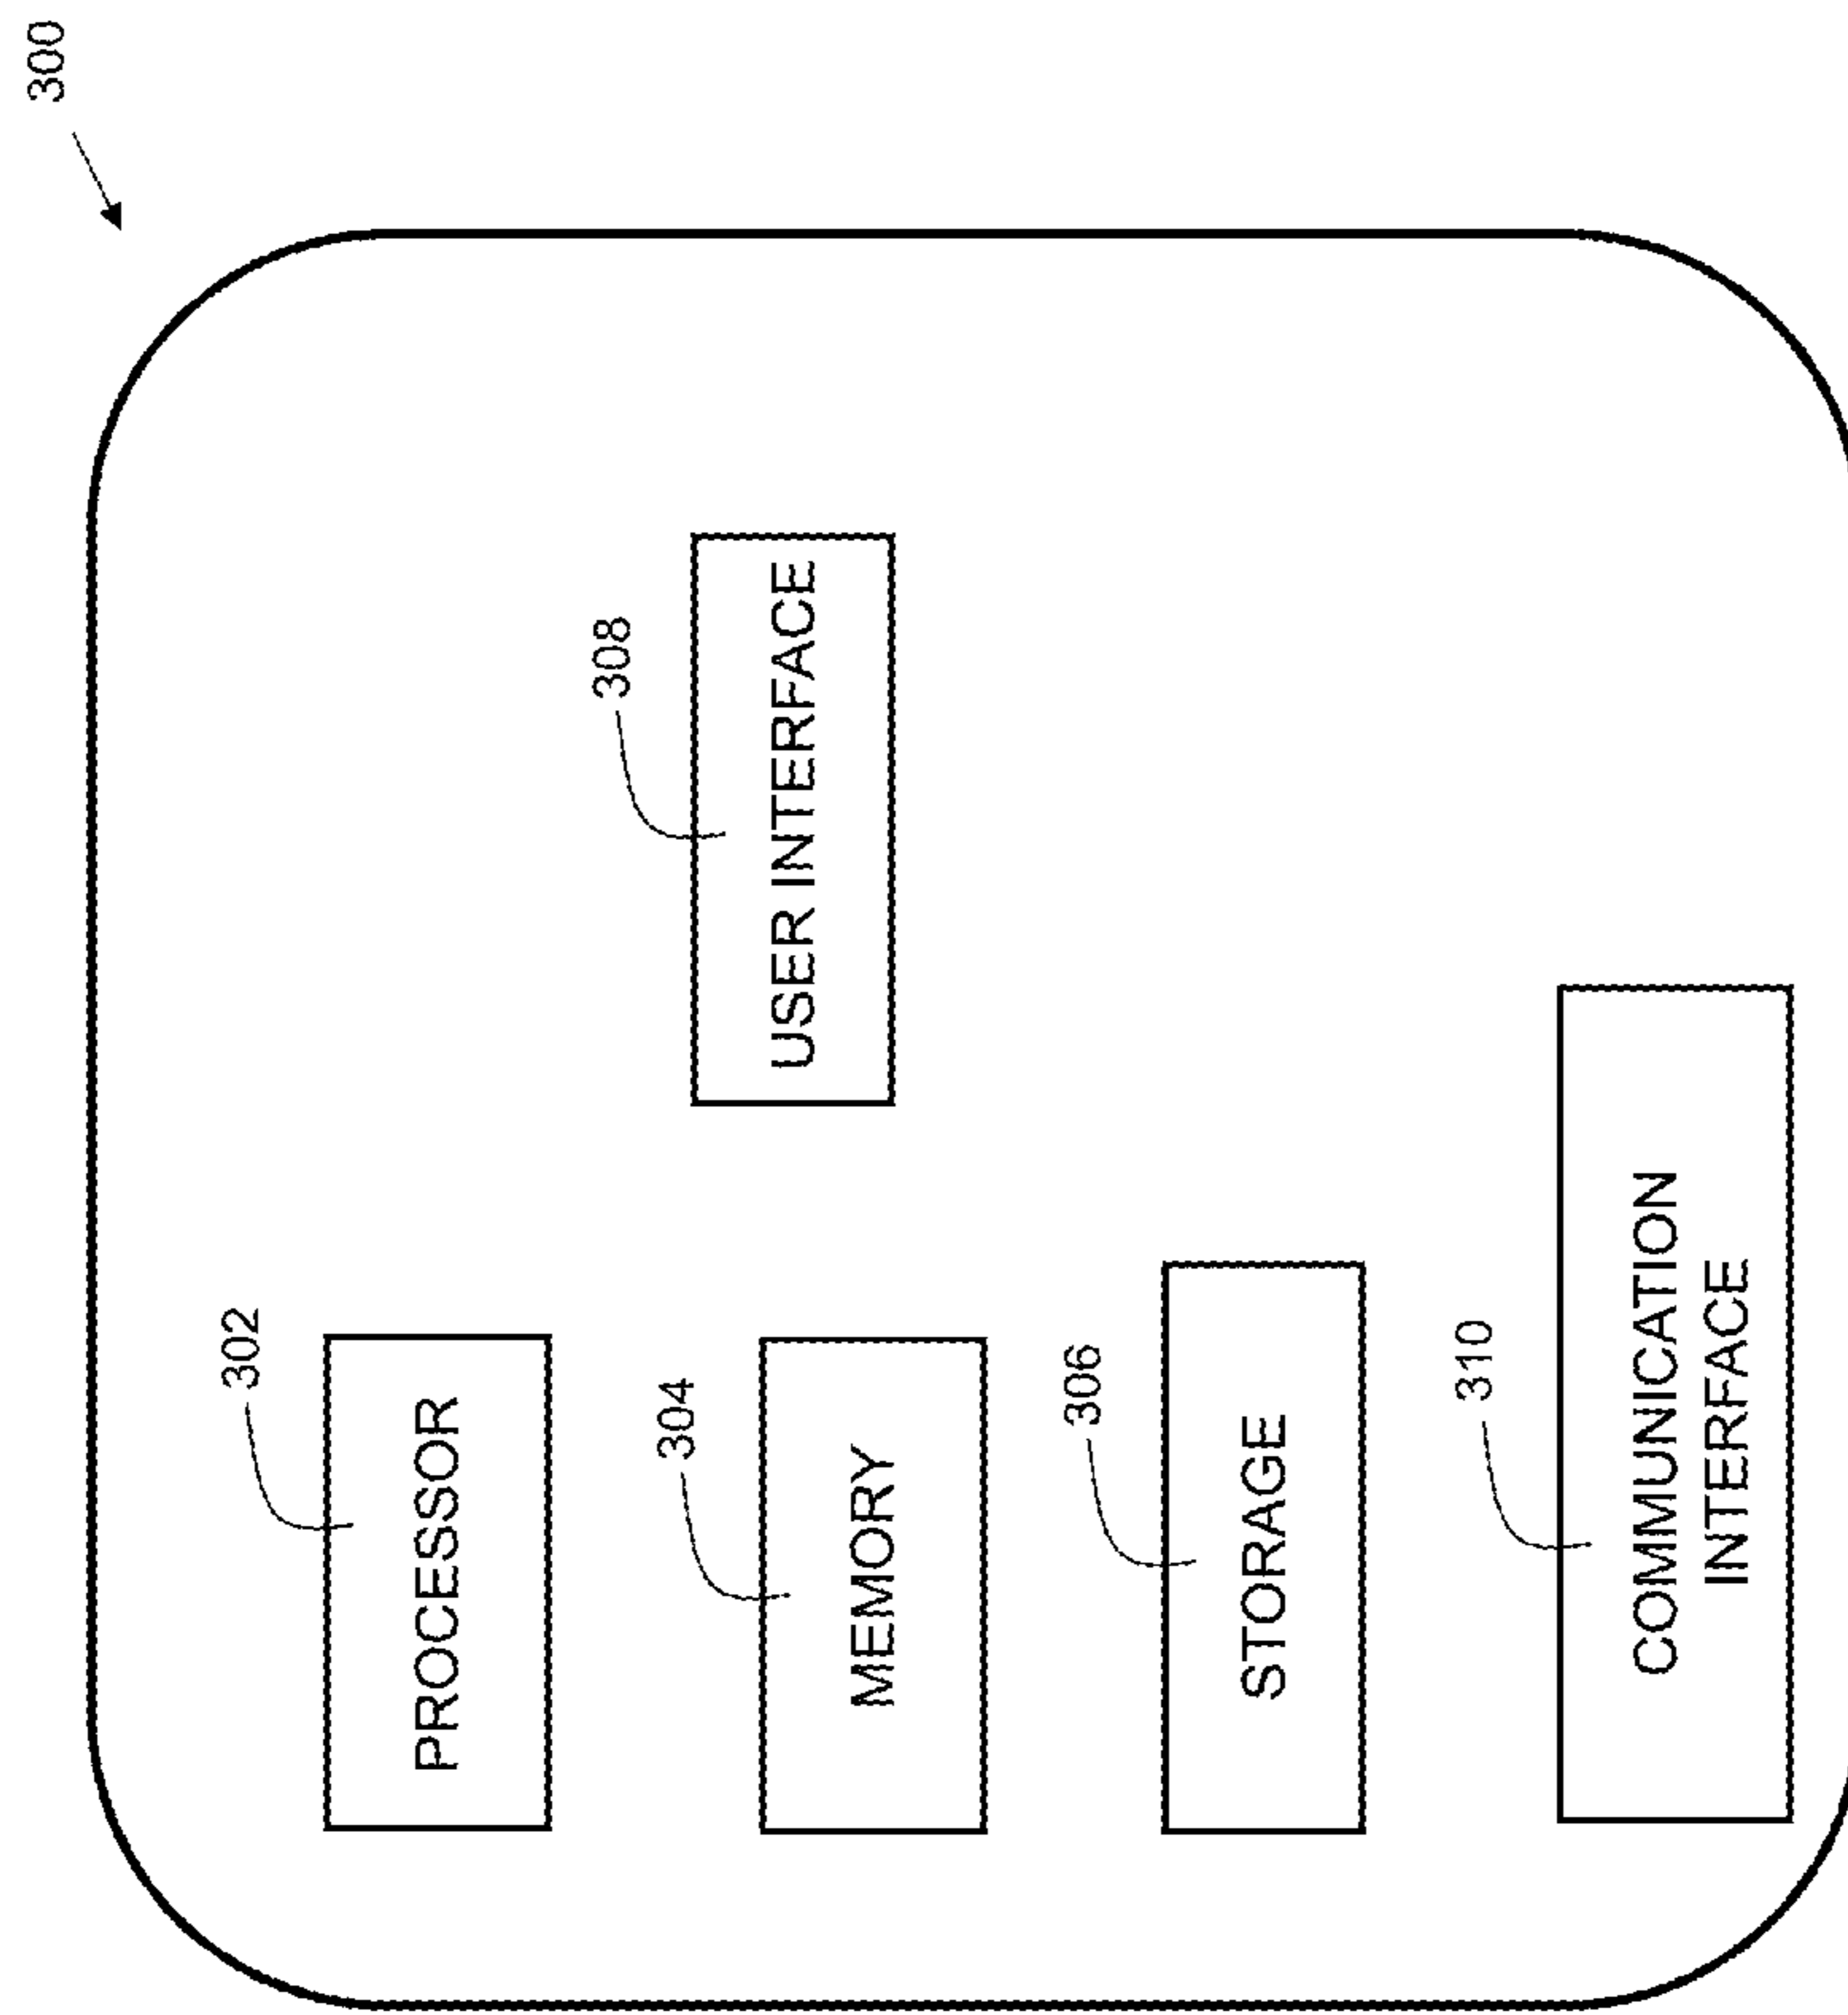 300
302
PROCESSOR
308
USER INTERFACE
304
MEMORY
306
STORAGE
310
COMMUNICATION
INTERFACE